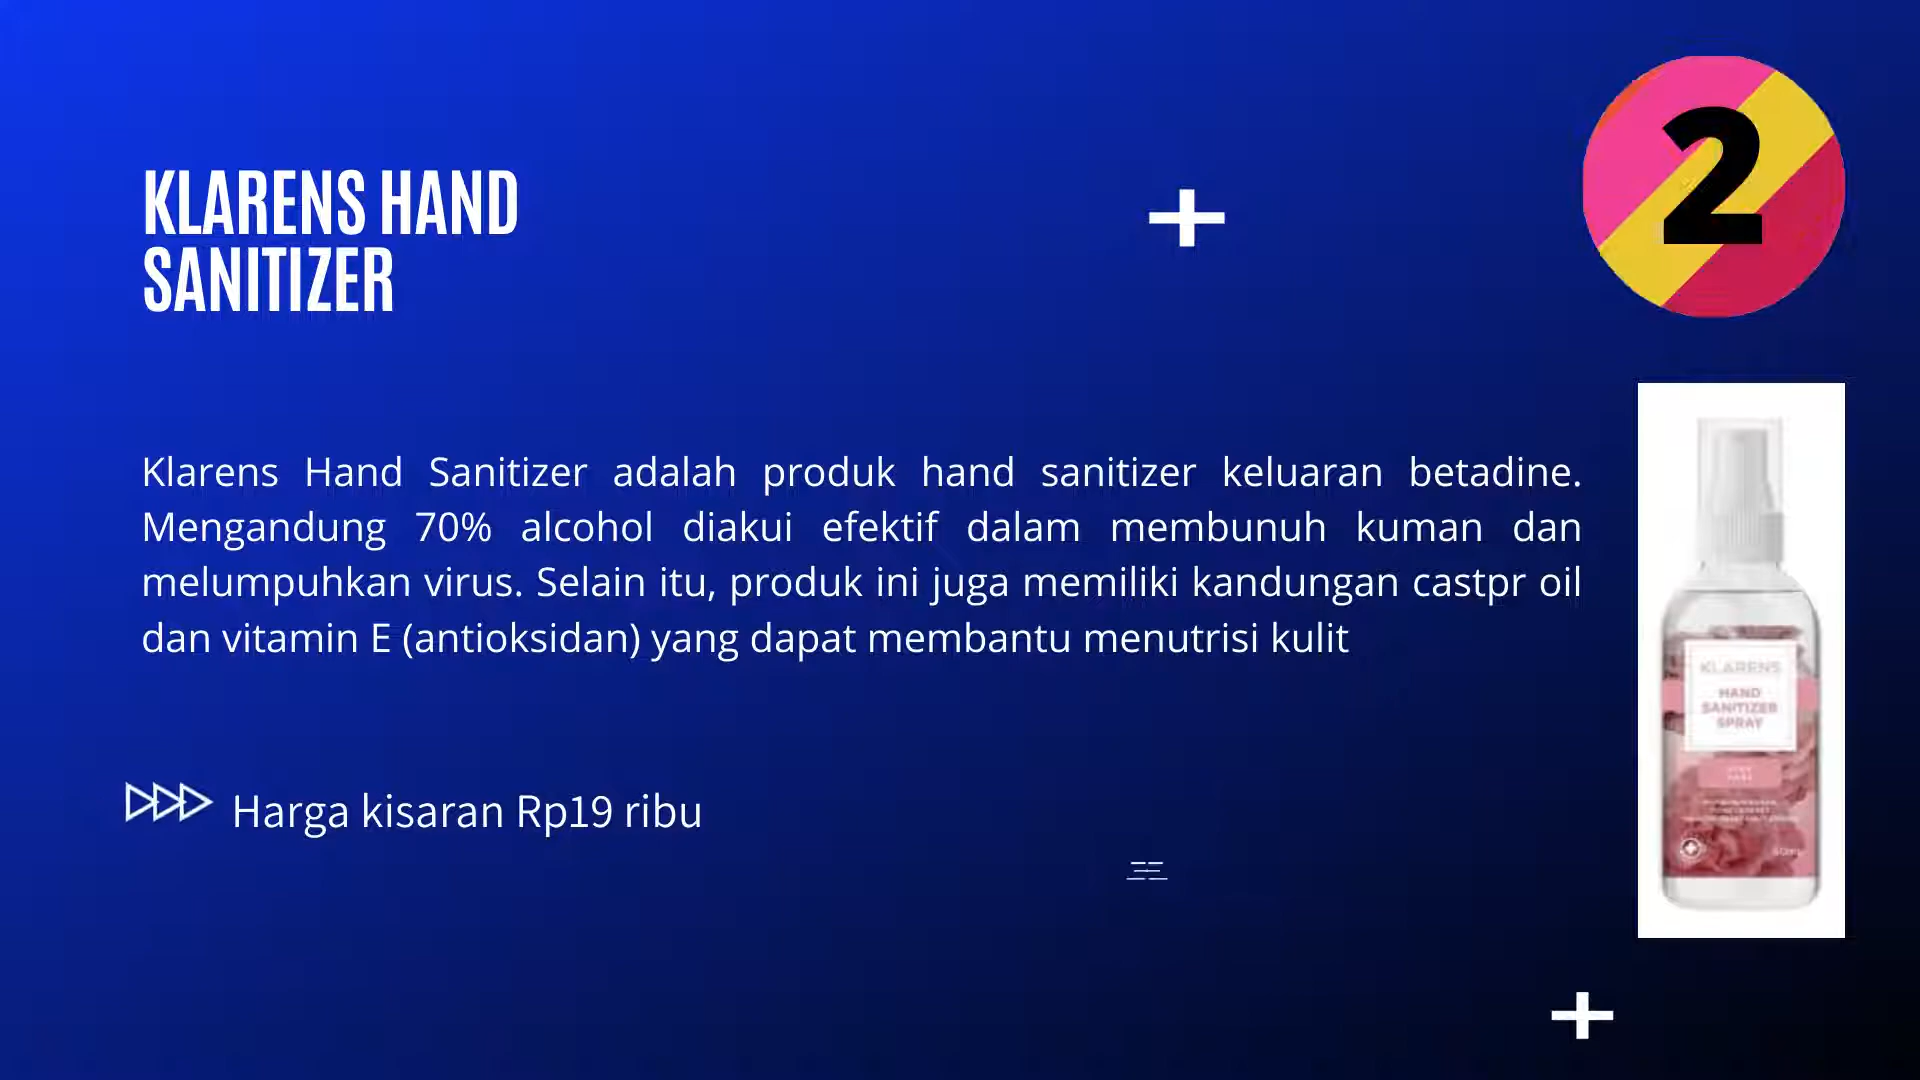 2
KLARENS HAND
SANITIZER
Klarens Hand Sanitizer adalah produk hand sanitizer keluaran betadine.
Mengandung 70% alcohol diakui efektif dalam membunuh kuman dan
melumpuhkan virus. Selain itu, produk ini juga memiliki kandungan castpr oil
dan vitamin E (antioksidan) yang dapat membantu menutrisi kulit
Harga kisaran Rp19 ribu
KLARENS
HAND
SANITIZER
SPRAY